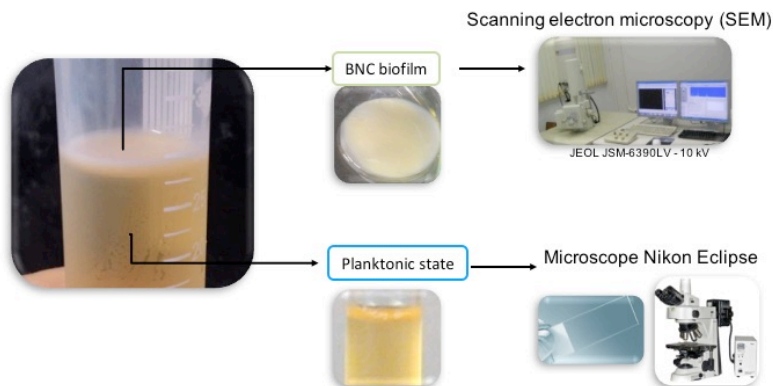 Scanning electron microscopy (SEM)
BNC biofilm
JEOL JSM-6390LV - 10 kV
Planktonic state
Microscope Nikon Eclipse